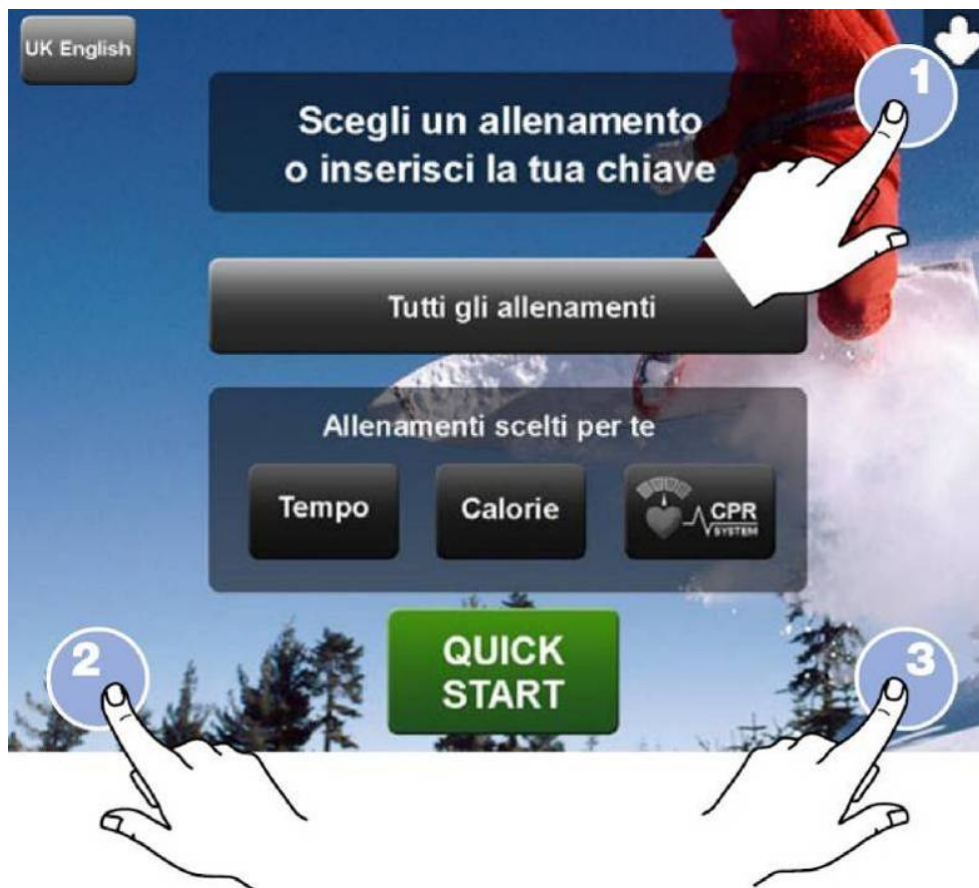 UK English
1
Scegli un allenamento
o inserisci la tua chiave
Tutti gli allenamenti
Allenamenti scelti per te
Tempo
Calorie
CPR
SYSTEM
2
QUICK
START
3